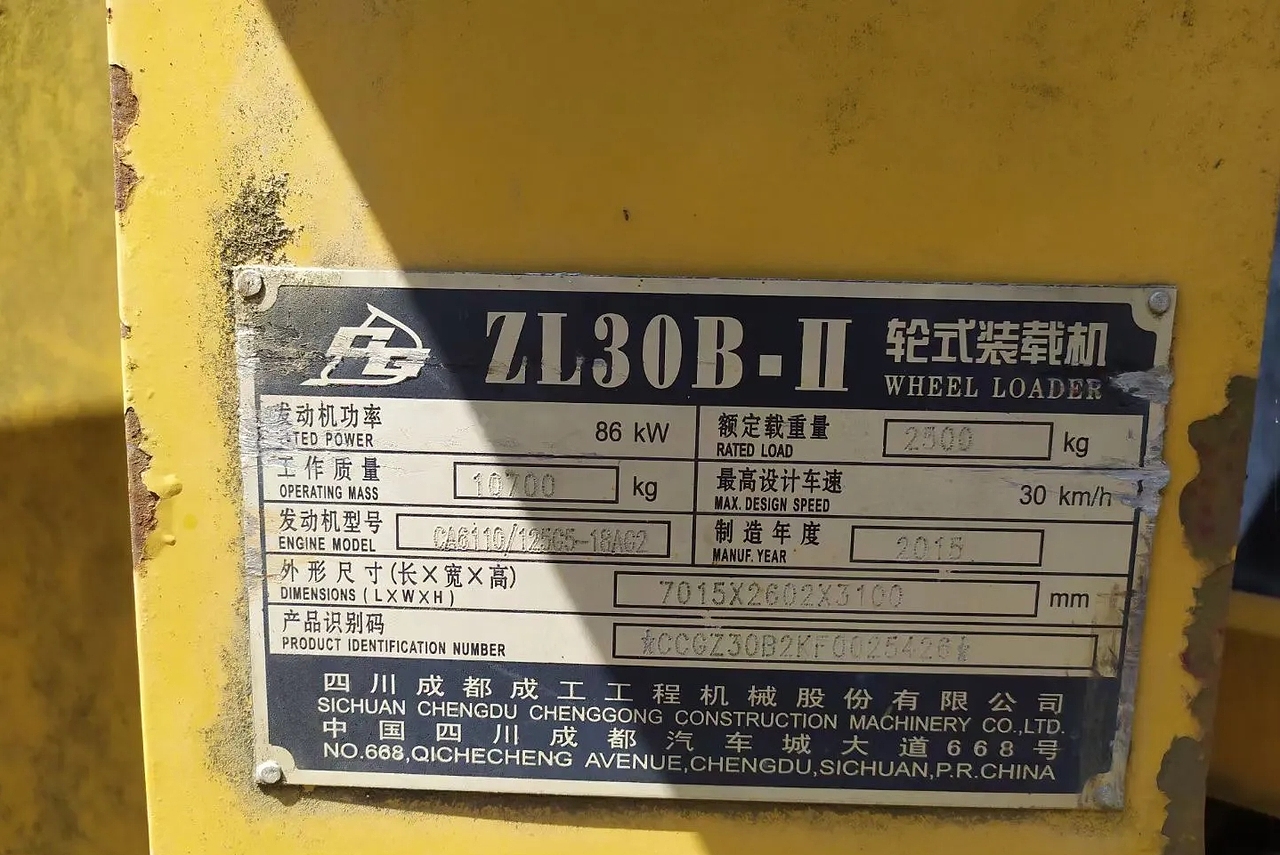 CG ZL30B-II 轮式装载机
WHEEL LOADER
发动机功率 86 kW 额定载重量 2500 kg
RATED POWER RATED LOAD
工作质量 10700 kg 最高设计车速 30 km/h
OPERATING MASS MAX. DESIGN SPEED
发动机型号 CA6110/125G5-18AG2 制造年度 2015
ENGINE MODEL MANUF. YEAR
外形尺寸(长×宽×高) 7015X2602X3100 mm
DIMENSIONS (L×W×H)
产品识别码 *CCGZ30B2KF0025426*
PRODUCT IDENTIFICATION NUMBER
四川成都成工工程机械股份有限公司
SICHUAN CHENGDU CHENGGONG CONSTRUCTION MACHINERY CO.,LTD.
中国四川成都汽车城大道668号
NO.668,QICHECHENG AVENUE,CHENGDU,SICHUAN,P.R.CHINA